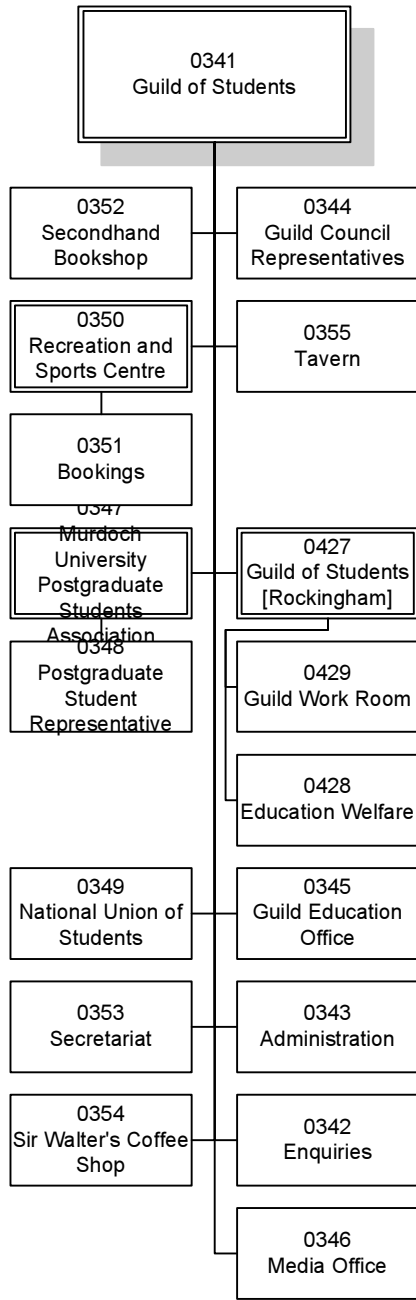 0341
Guild of Students
0352
Secondhand
Bookshop
0344
Guild Council
Representatives
0350
Recreation and
Sports Centre
0355
Tavern
0351
Bookings
0347
Murdoch
University
Postgraduate
Students
Association
0427
Guild of Students
[Rockingham]
0348
Postgraduate
Student
Representative
0429
Guild Work Room
0428
Education Welfare
0349
National Union of
Students
0345
Guild Education
Office
0353
Secretariat
0343
Administration
0354
Sir Walter's Coffee
Shop
0342
Enquiries
0346
Media Office